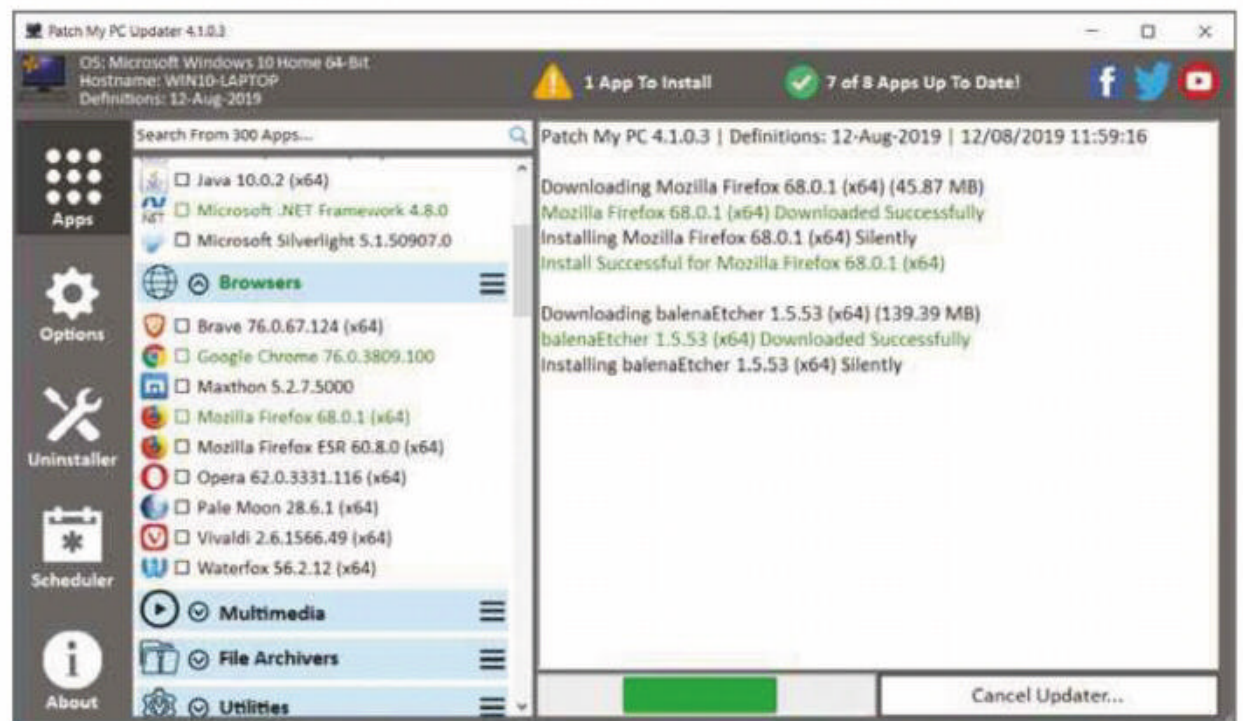 Patch My PC Updater 4.1.0.3
OS: Microsoft Windows 10 Home 64-Bit
Hostname: WIN10-LAPTOP
Definitions: 12-Aug-2019
1 App To Install
7 of 8 Apps Up To Date!
Apps
Options
Uninstaller
Scheduler
About
Search From 300 Apps...
Java 10.0.2 (x64)
Microsoft .NET Framework 4.8.0
Microsoft Silverlight 5.1.50907.0
Browsers
Brave 76.0.67.124 (x64)
Google Chrome 76.0.3809.100
Maxthon 5.2.7.5000
Mozilla Firefox 68.0.1 (x64)
Mozilla Firefox ESR 60.8.0 (x64)
Opera 62.0.3331.116 (x64)
Pale Moon 28.6.1 (x64)
Vivaldi 2.6.1566.49 (x64)
Waterfox 56.2.12 (x64)
Multimedia
File Archivers
Utilities
Patch My PC 4.1.0.3 | Definitions: 12-Aug-2019 | 12/08/2019 11:59:16
Downloading Mozilla Firefox 68.0.1 (x64) (45.87 MB)
Mozilla Firefox 68.0.1 (x64) Downloaded Successfully
Installing Mozilla Firefox 68.0.1 (x64) Silently
Install Successful for Mozilla Firefox 68.0.1 (x64)
Downloading balenaEtcher 1.5.53 (x64) (139.39 MB)
balenaEtcher 1.5.53 (x64) Downloaded Successfully
Installing balenaEtcher 1.5.53 (x64) Silently
Cancel Updater...